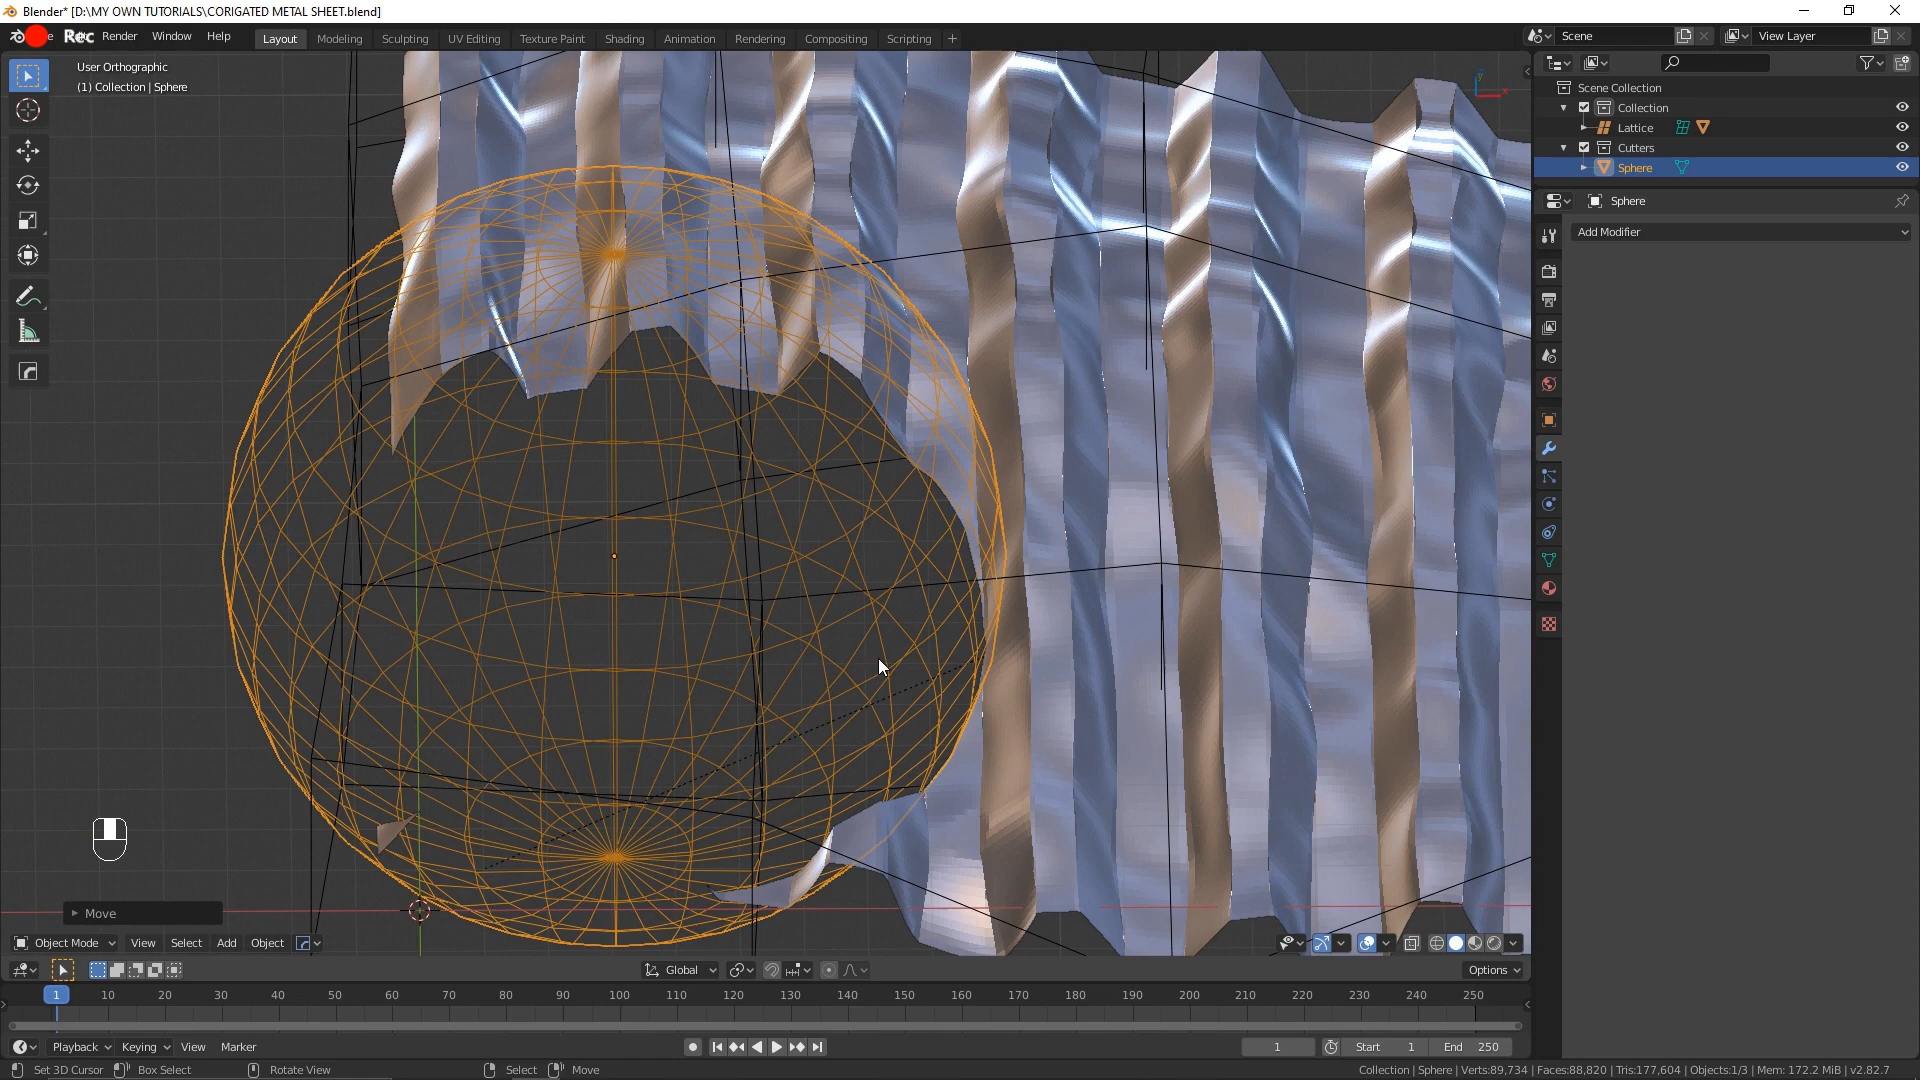 Blender* [D:\MY OWN TUTORIALS\CORIGATED METAL SHEET.blend]
Rec Render Window Help Layout Modeling Sculpting UV Editing Texture Paint Shading Animation Rendering Compositing Scripting + Scene View Layer
User Orthographic
(1) Collection | Sphere
Scene Collection
Collection
Lattice
Cutters
Sphere
Sphere
Add Modifier
Move
Object Mode View Select Add Object
Global Options
1 10 20 30 40 50 60 70 80 90 100 110 120 130 140 150 160 170 180 190 200 210 220 230 240 250
Playback Keying View Marker 1 Start 1 End 250
Set 3D Cursor Box Select Rotate View Select Move Collection | Sphere | Verts:89,734 | Faces:88,820 | Tris:177,604 | Objects:1/3 | Mem: 172.2 MiB | v2.82.7